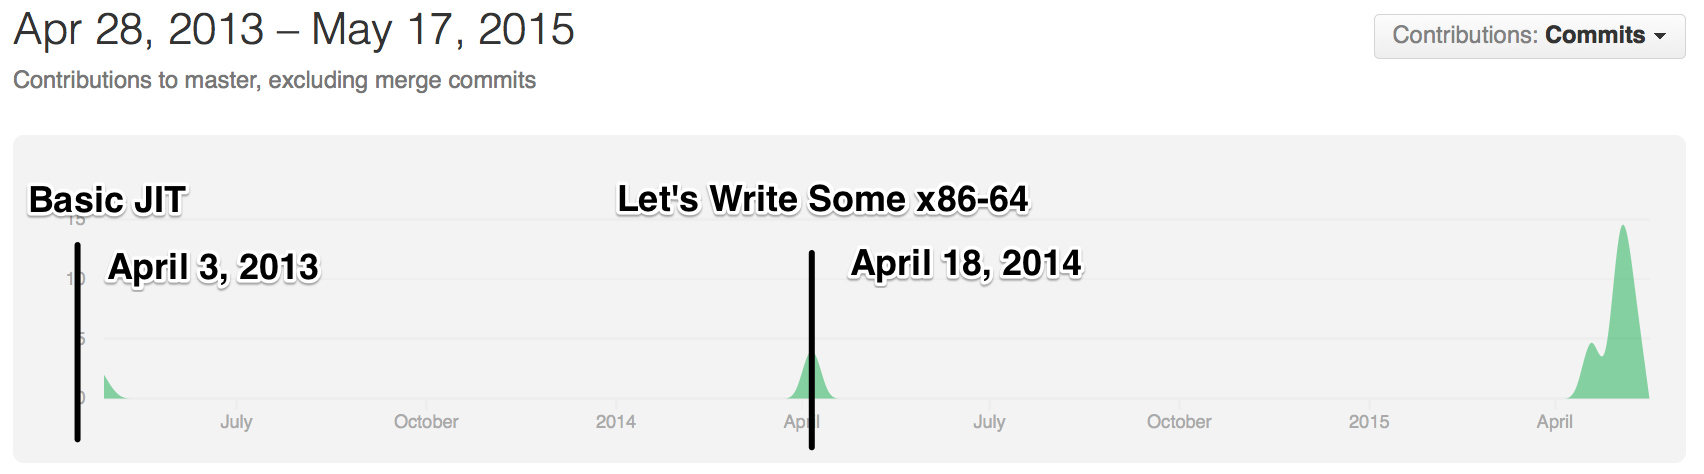 Apr 28, 2013 – May 17, 2015
Contributions: Commits
Contributions to master, excluding merge commits
Basic JIT
Let's Write Some x86-64
15
April 3, 2013
April 18, 2014
10
5
0
July
October
2014
April
July
October
2015
April